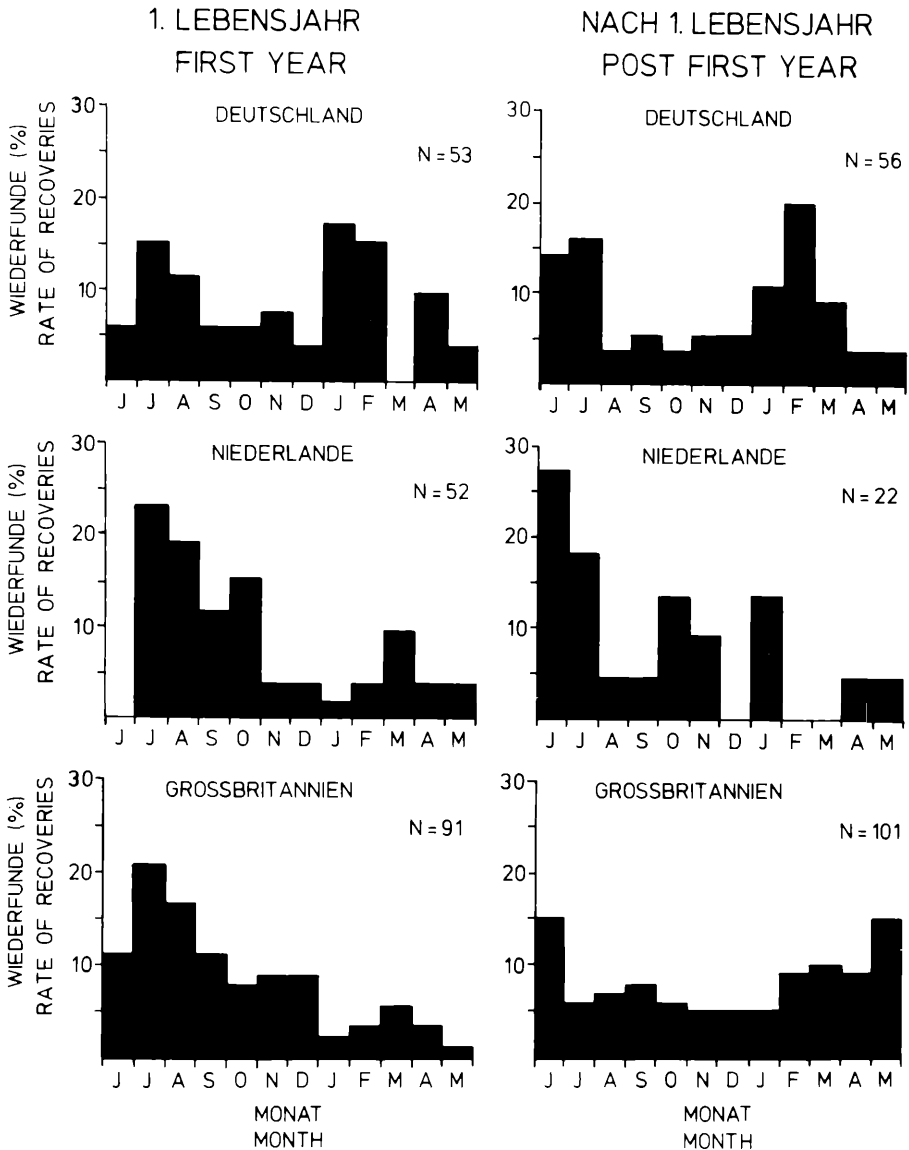 1. LEBENSJAHR
FIRST YEAR
NACH 1. LEBENSJAHR
POST FIRST YEAR
WIEDERFUNDE (%)
RATE OF RECOVERIES
30
20
10
DEUTSCHLAND
N = 53
J J A S O N D J F M A M
30
20
10
DEUTSCHLAND
N = 56
J J A S O N D J F M A M
WIEDERFUNDE (%)
RATE OF RECOVERIES
30
20
10
NIEDERLANDE
N = 52
J J A S O N D J F M A M
30
20
10
NIEDERLANDE
N = 22
J J A S O N D J F M A M
WIEDERFUNDE (%)
RATE OF RECOVERIES
30
20
10
GROSSBRITANNIEN
N = 91
J J A S O N D J F M A M
MONAT
MONTH
30
20
10
GROSSBRITANNIEN
N = 101
J J A S O N D J F M A M
MONAT
MONTH